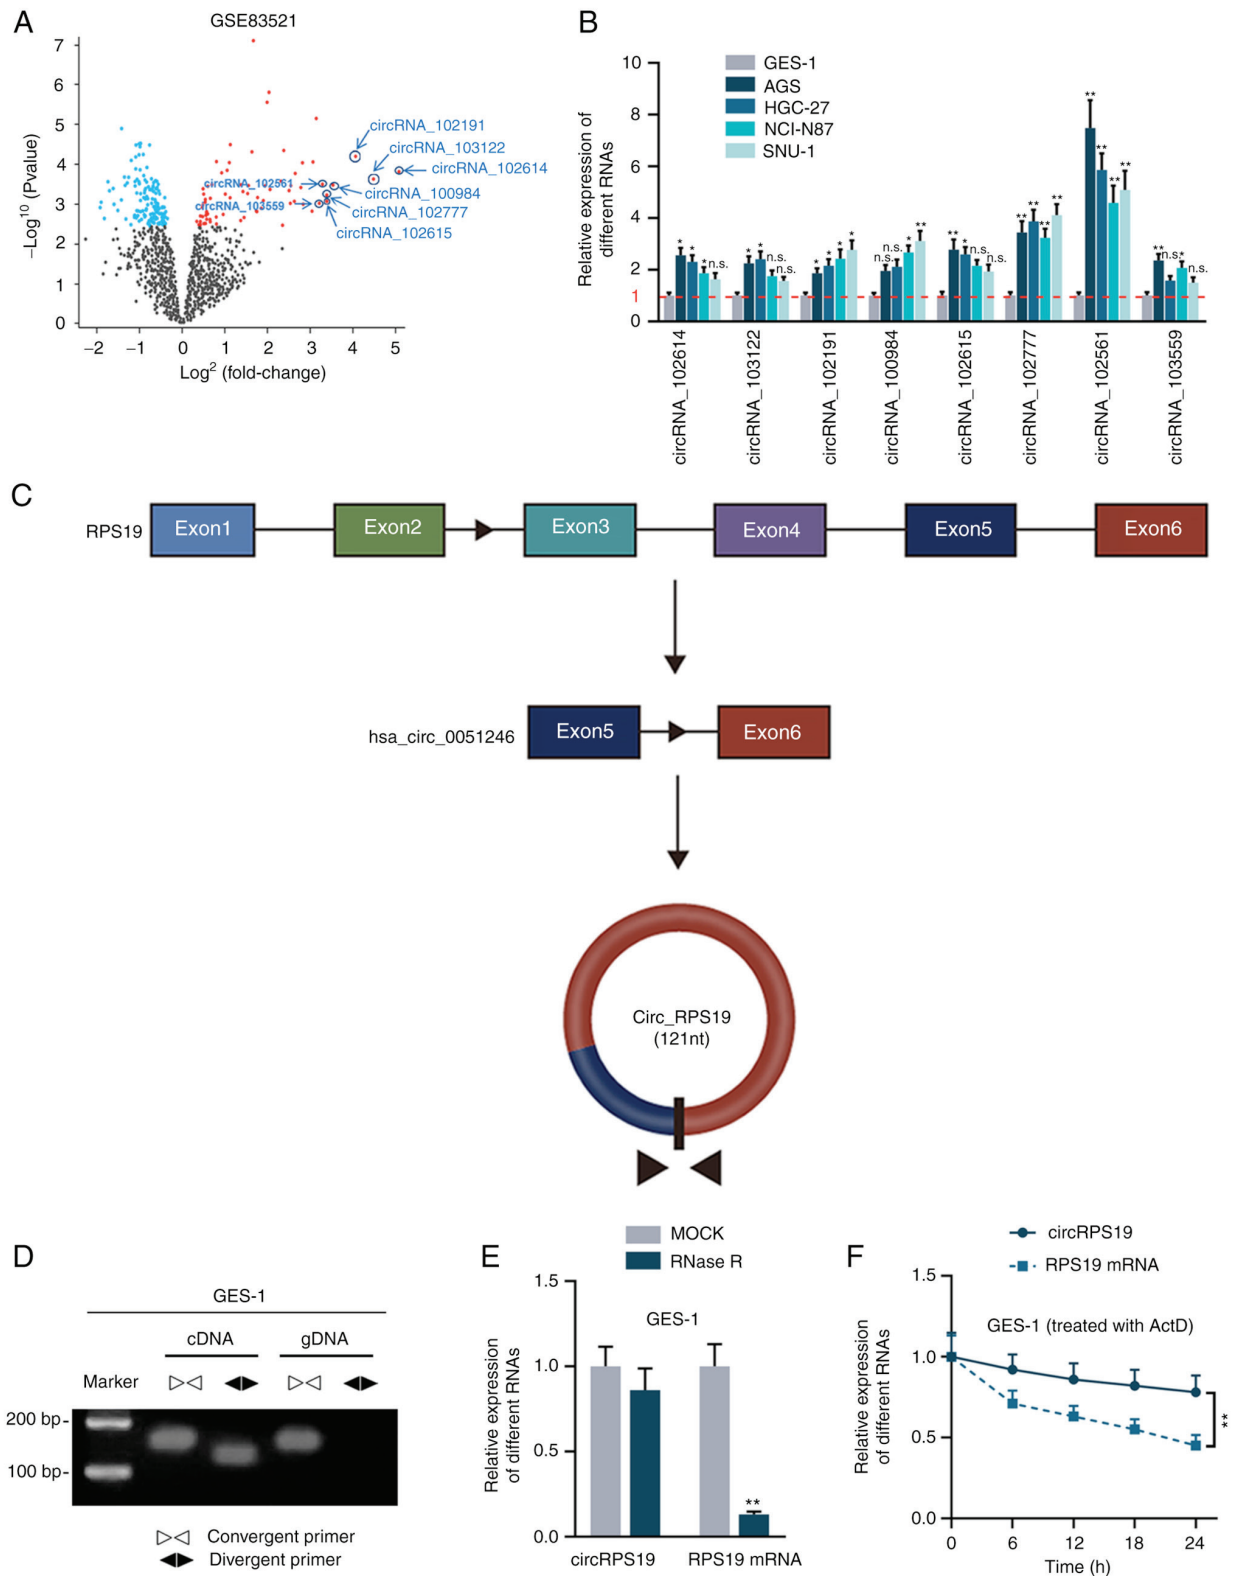 A
GSE83521
7
6
5
4
3
2
1
0
−Log10 (Pvalue)
−2
−1
0
1
2
3
4
5
Log2 (fold-change)
circRNA_102191
circRNA_103122
circRNA_102614
circRNA_102561
circRNA_100984
circRNA_103559
circRNA_102777
circRNA_102615
B
GES-1
AGS
HGC-27
NCI-N87
SNU-1
Relative expression of
different RNAs
10
8
6
4
2
1
0
* * * n.s.
* * n.s. n.s.
* * * *
n.s. n.s. * **
** * n.s. n.s.
** ** ** **
** ** ** **
** n.s. * n.s.
circRNA_102614
circRNA_103122
circRNA_102191
circRNA_100984
circRNA_102615
circRNA_102777
circRNA_102561
circRNA_103559
C
RPS19
Exon1
Exon2
Exon3
Exon4
Exon5
Exon6
hsa_circ_0051246
Exon5
Exon6
Circ_RPS19
(121nt)
D
GES-1
cDNA
gDNA
Marker
200 bp-
100 bp-
Convergent primer
Divergent primer
E
MOCK
RNase R
GES-1
Relative expression
of different RNAs
1.5
1.0
0.5
0.0
**
circRPS19
RPS19 mRNA
F
circRPS19
RPS19 mRNA
GES-1 (treated with ActD)
Relative expression
of different RNAs
1.5
1.0
0.5
0.0
**
0
6
12
18
24
Time (h)